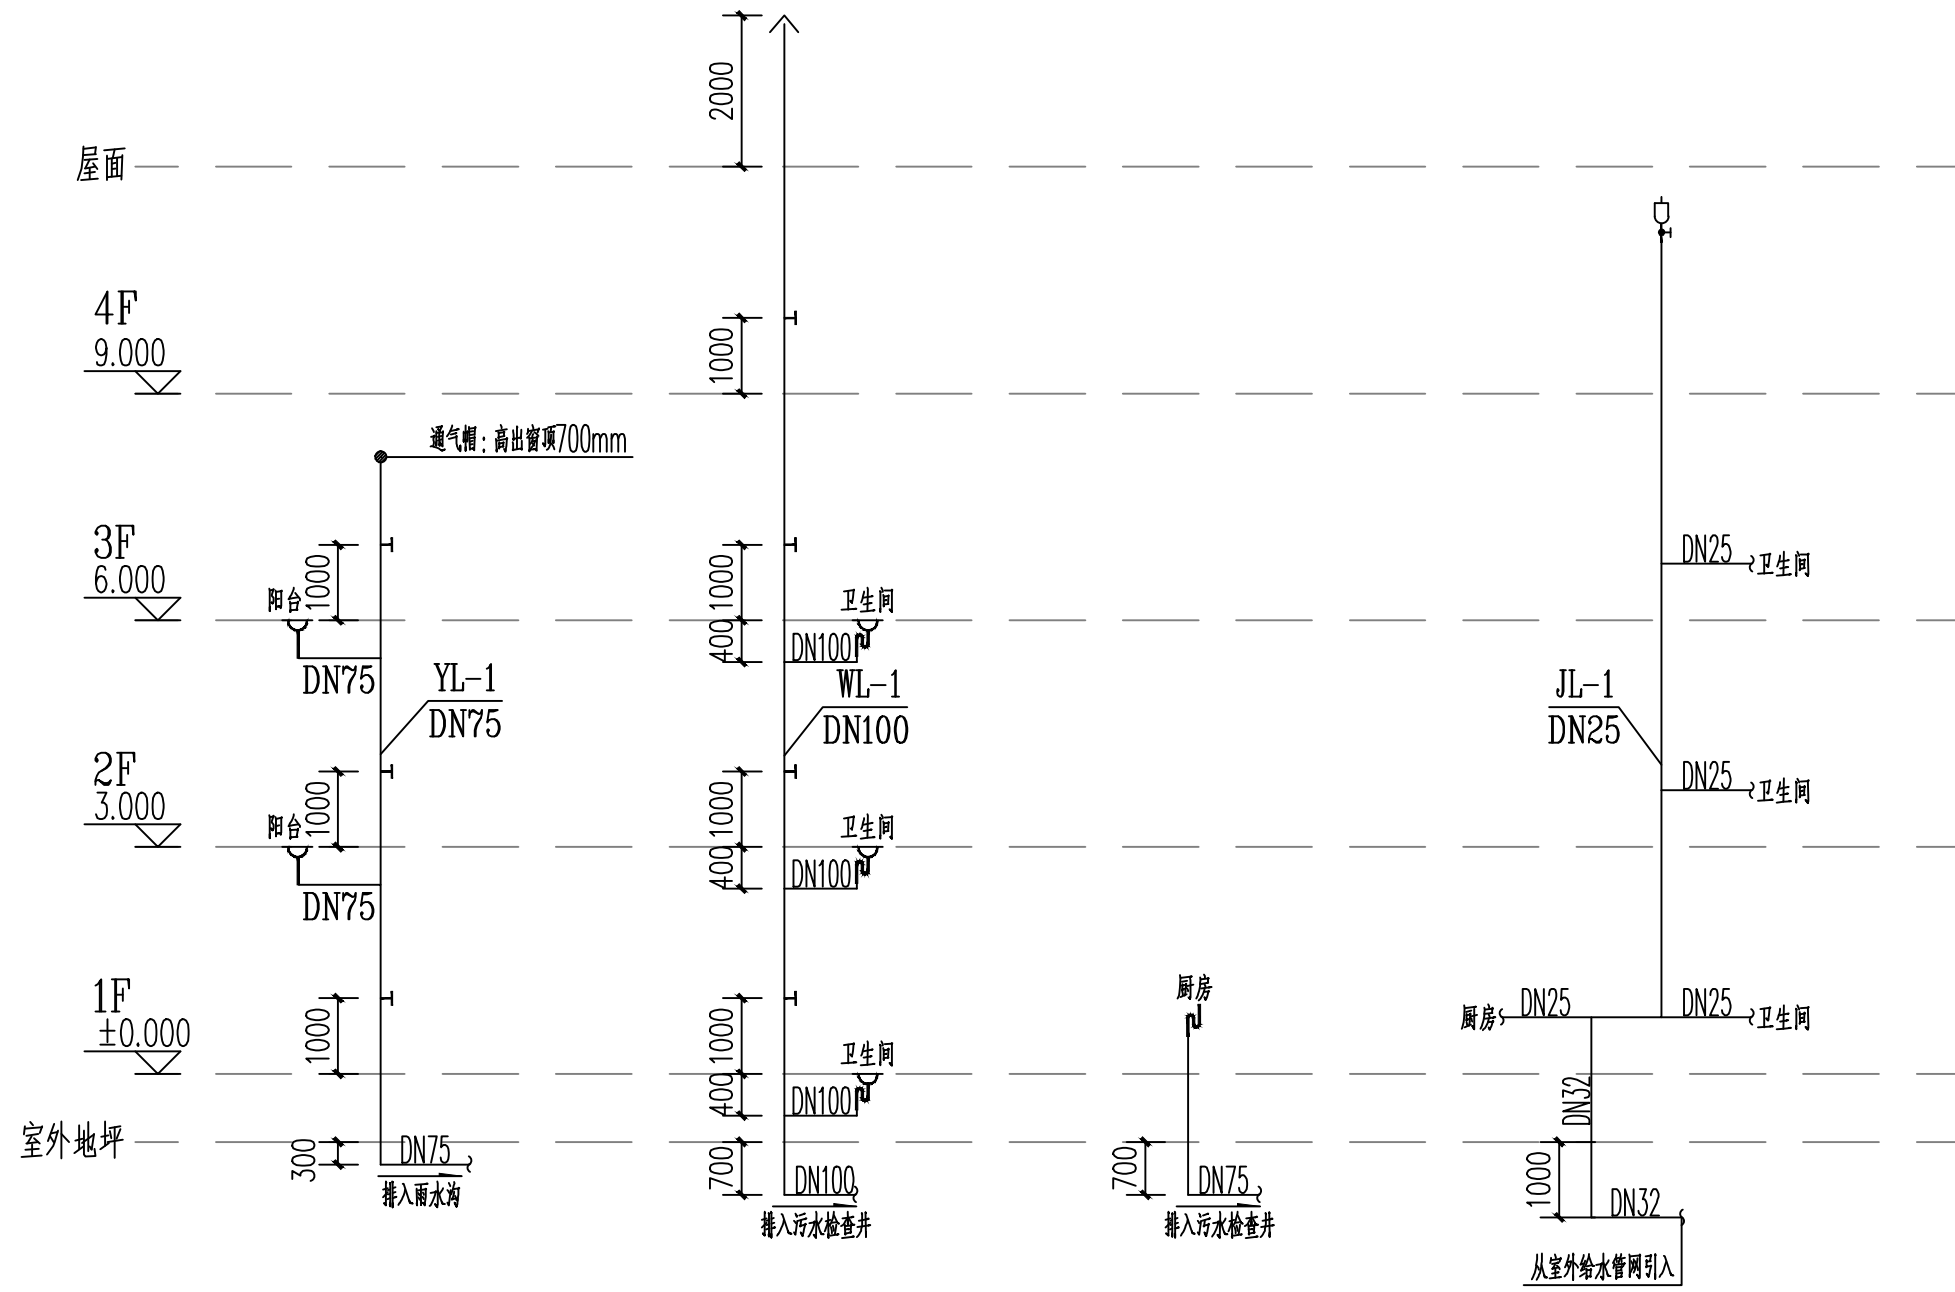 2000
屋面
4F
9.000
1000
通气帽：高出窗顶700mm
3F
6.000
阳台
1000
1000
卫生间
DN25
卫生间
400
DN100
DN75
YL-1
DN75
WL-1
DN100
JL-1
DN25
2F
3.000
阳台
1000
1000
卫生间
DN25
卫生间
400
DN100
DN75
1F
±0.000
1000
1000
卫生间
厨房
厨房
DN25
DN25
卫生间
400
DN100
DN32
室外地坪
300
DN75
排入雨水沟
700
DN100
排入污水检查井
700
DN75
排入污水检查井
1000
DN32
从室外给水管网引入